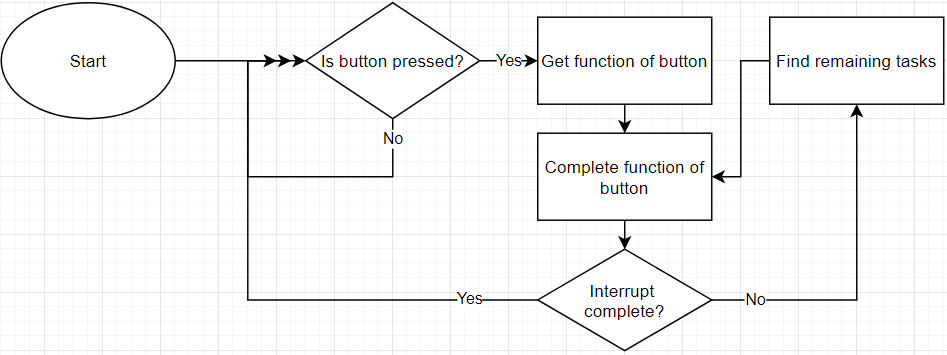 Start
Is button pressed?
Yes
Get function of button
Find remaining tasks
No
Complete function of
button
Interrupt
complete?
Yes
No